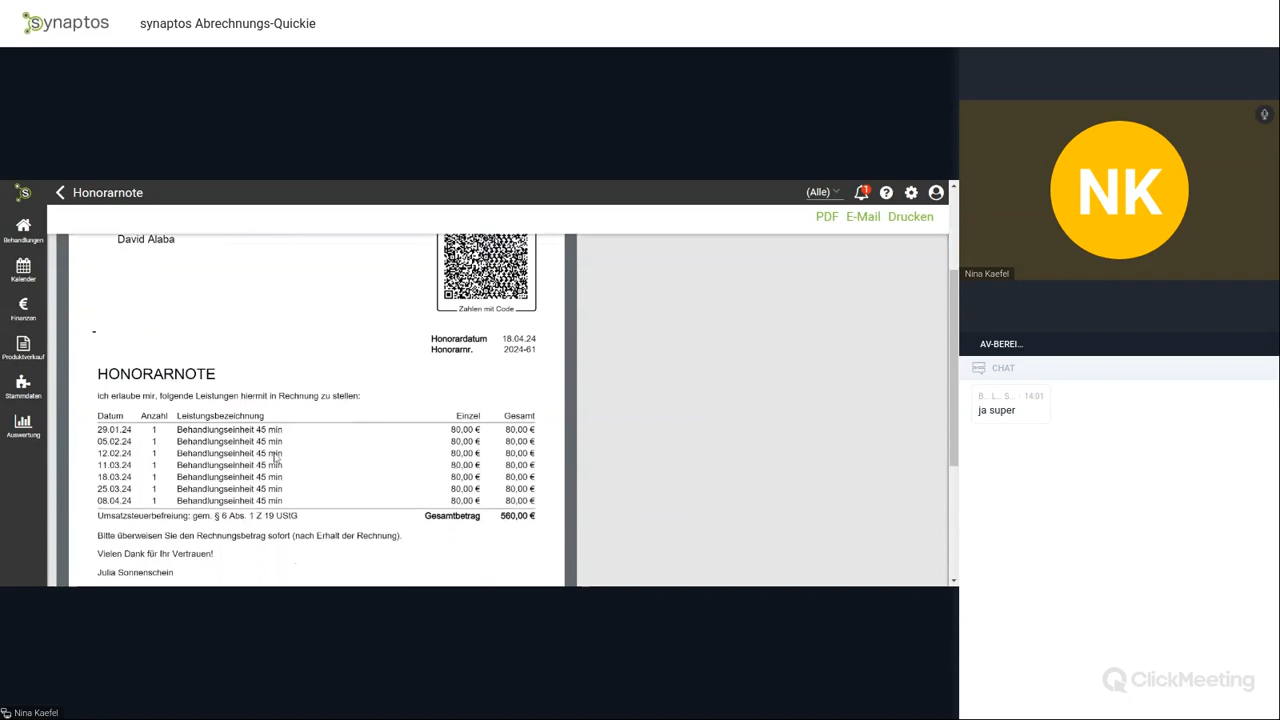 synaptos
synaptos Abrechnungs-Quickie
S
Honorarnote
(Alle)
1
?
PDF E-Mail Drucken
Behandlungen
Kalender
€
Finanzen
Produktverkauf
Stammdaten
Auswertung
David Alaba
Zahlen mit Code
-
Honorardatum 18.04.24
Honorarnr. 2024-61
HONORARNOTE
ich erlaube mir, folgende Leistungen hiermit in Rechnung zu stellen:
Datum Anzahl Leistungsbezeichnung Einzel Gesamt
29.01.24 1 Behandlungseinheit 45 min 80,00 € 80,00 €
05.02.24 1 Behandlungseinheit 45 min 80,00 € 80,00 €
12.02.24 1 Behandlungseinheit 45 min 80,00 € 80,00 €
11.03.24 1 Behandlungseinheit 45 min 80,00 € 80,00 €
18.03.24 1 Behandlungseinheit 45 min 80,00 € 80,00 €
25.03.24 1 Behandlungseinheit 45 min 80,00 € 80,00 €
08.04.24 1 Behandlungseinheit 45 min 80,00 € 80,00 €
Umsatzsteuerbefreiung: gem. § 6 Abs. 1 Z 19 UStG Gesamtbetrag 560,00 €
Bitte überweisen Sie den Rechnungsbetrag sofort (nach Erhalt der Rechnung).
Vielen Dank für Ihr Vertrauen!
Julia Sonnenschein
NK
Nina Kaefel
AV-BEREI...
CHAT
B... L... S... · 14:01
ja super
ClickMeeting
Nina Kaefel